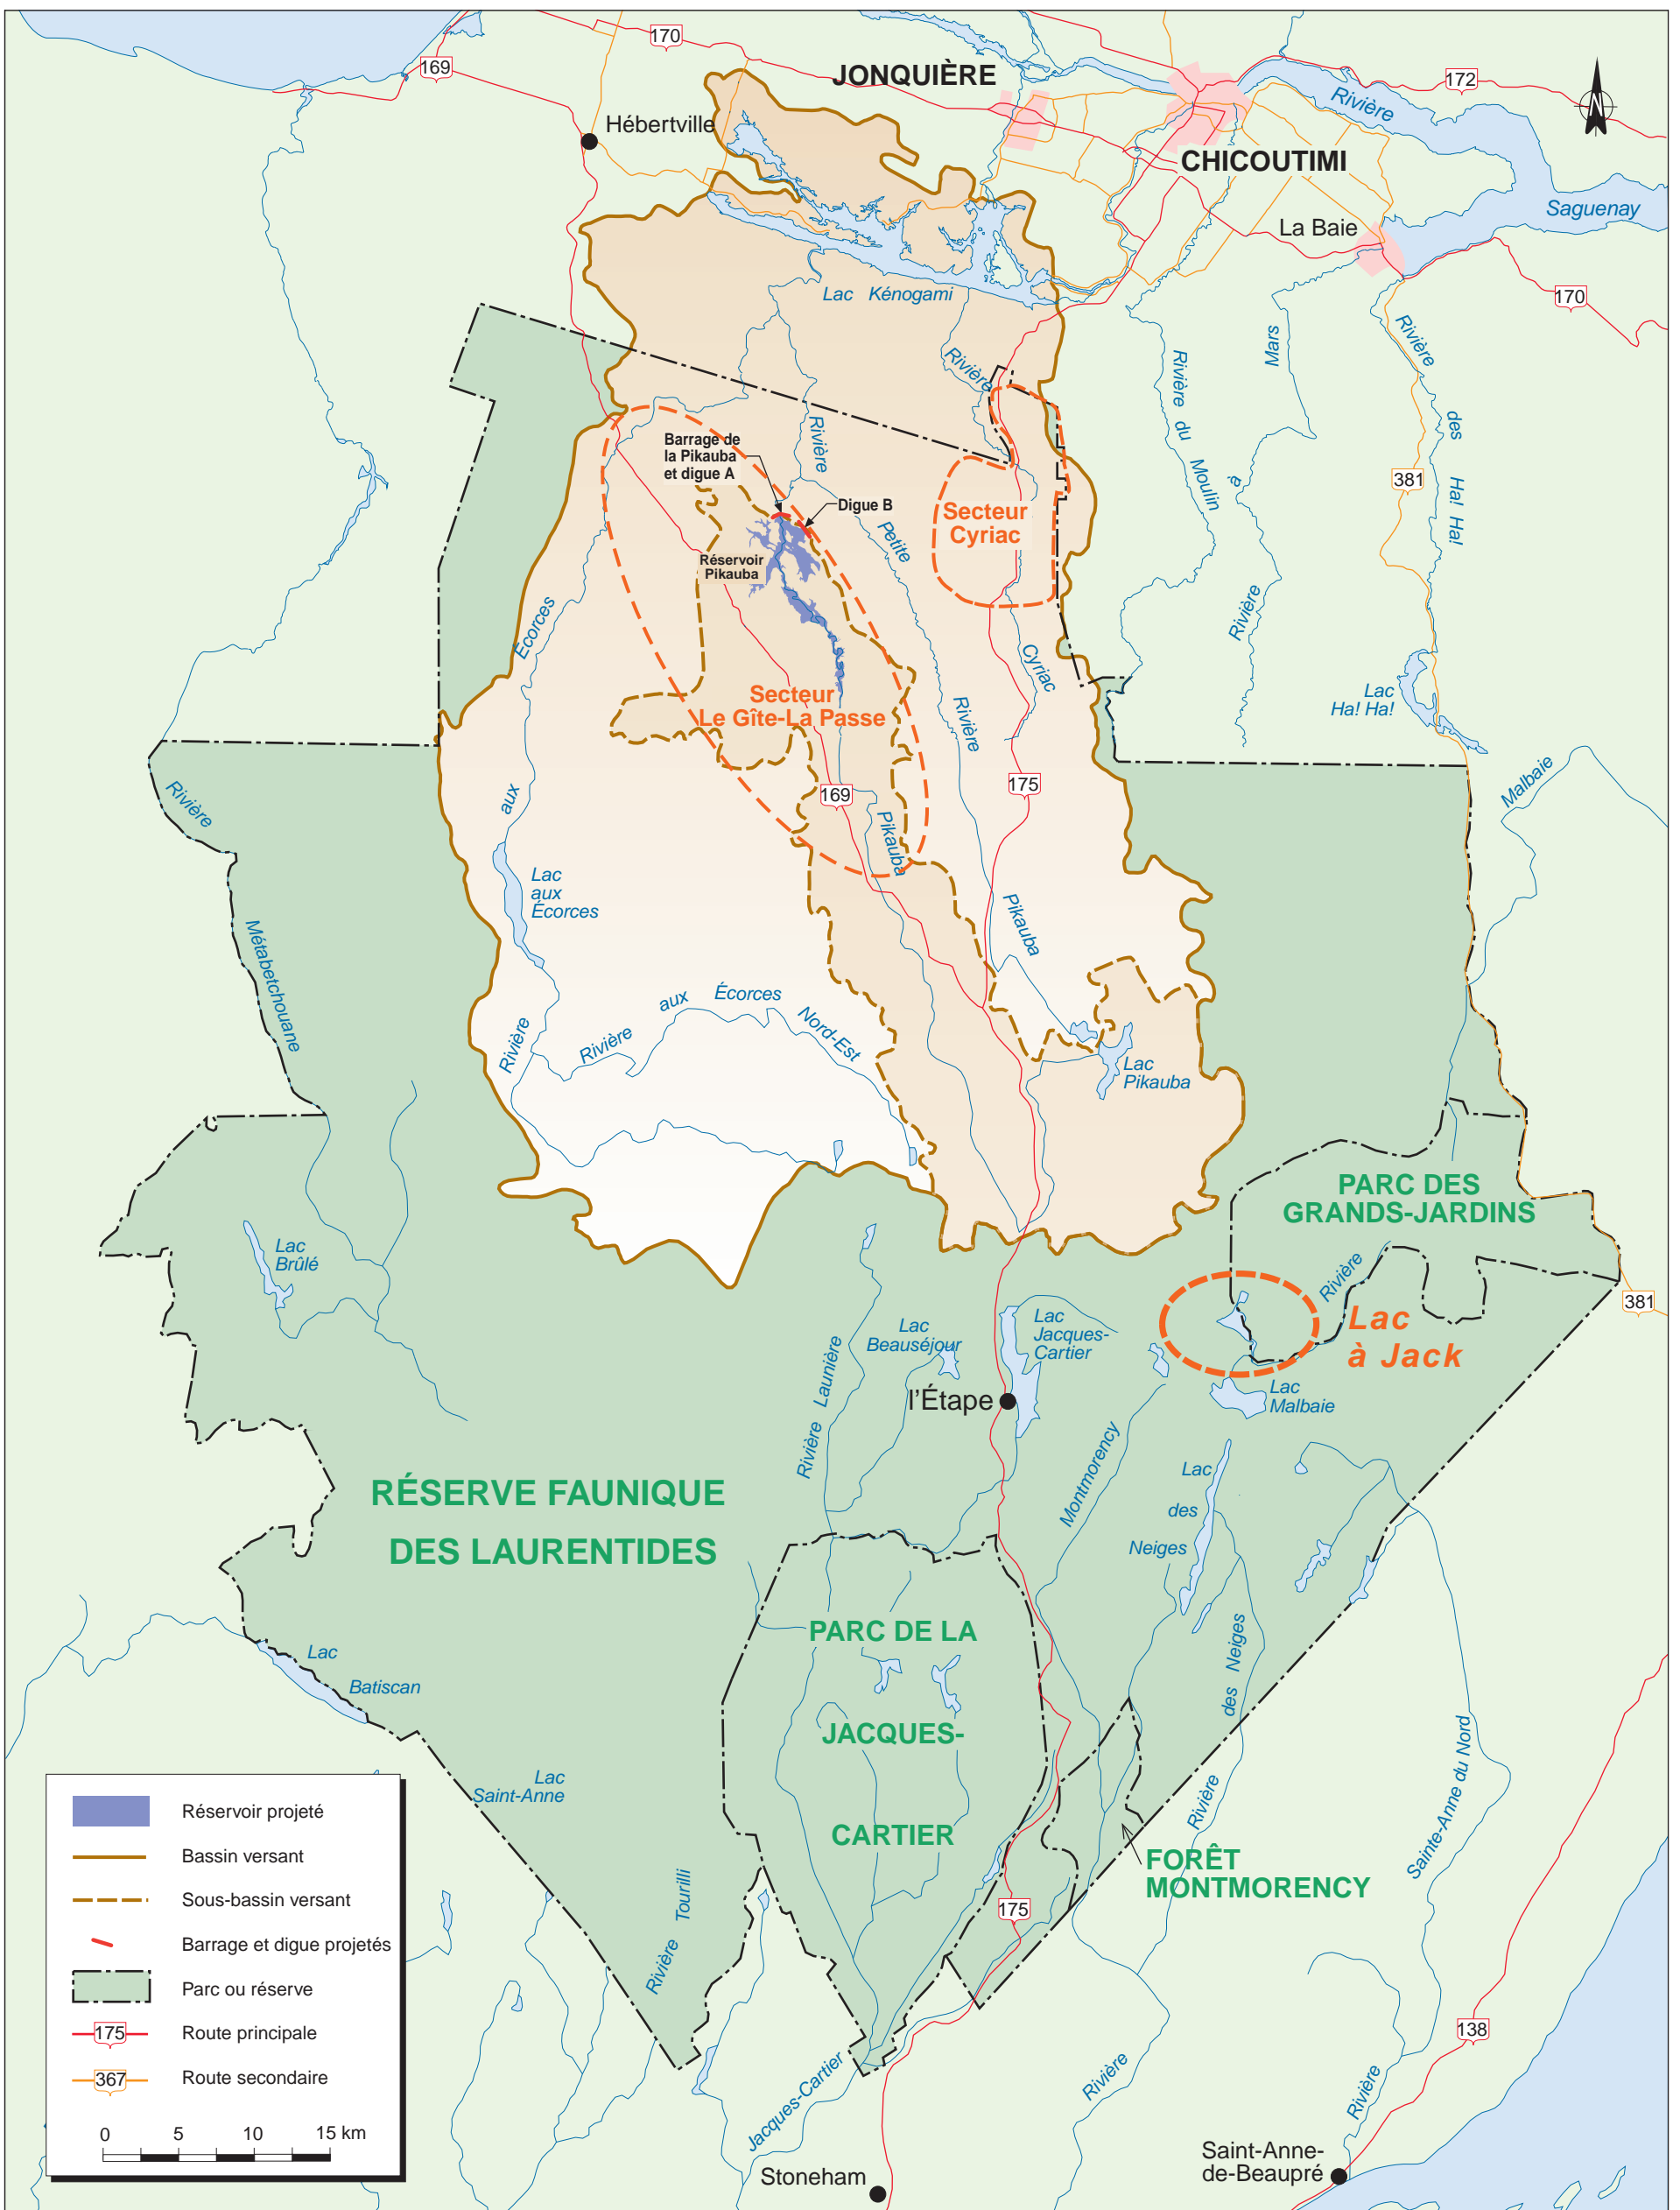 170
169
JONQUIÈRE
172
Rivière
Hébertville
CHICOUTIMI
Saguenay
La Baie
Lac Kénogami
170
Rivière
Rivière du Moulin
Mars
à
Rivière
Rivière
des
Ha! Ha!
381
Rivière
Barrage de
la Pikauba
et digue A
Digue B
Secteur
Cyriac
Petite
Réservoir
Pikauba
Écorces
Cyriac
Secteur
Le Gîte-La Passe
Rivière
Lac
Ha! Ha!
Malbaie
169
175
Rivière
aux
Pikauba
Lac
aux
Écorces
Pikauba
Métabetchouane
Rivière
Rivière
aux
Écorces
Nord-Est
Lac
Pikauba
PARC DES
GRANDS-JARDINS
Lac
Brûlé
Rivière
381
Lac
à Jack
Lac
Beauséjour
Lac
Jacques-
Cartier
Rivière Launière
l'Étape
Lac
Malbaie
Montmorency
RÉSERVE FAUNIQUE
DES LAURENTIDES
Lac
des
Neiges
PARC DE LA
JACQUES-
CARTIER
Lac
Batiscan
des Neiges
Rivière
Sainte-Anne du Nord
Lac
Saint-Anne
FORÊT
MONTMORENCY
Rivière Tourilli
175
138
Jacques-Cartier
Rivière
Rivière
Saint-Anne-
de-Beaupré
Stoneham
Réservoir projeté
Bassin versant
Sous-bassin versant
Barrage et digue projetés
Parc ou réserve
175 Route principale
367 Route secondaire
0 5 10 15 km
N